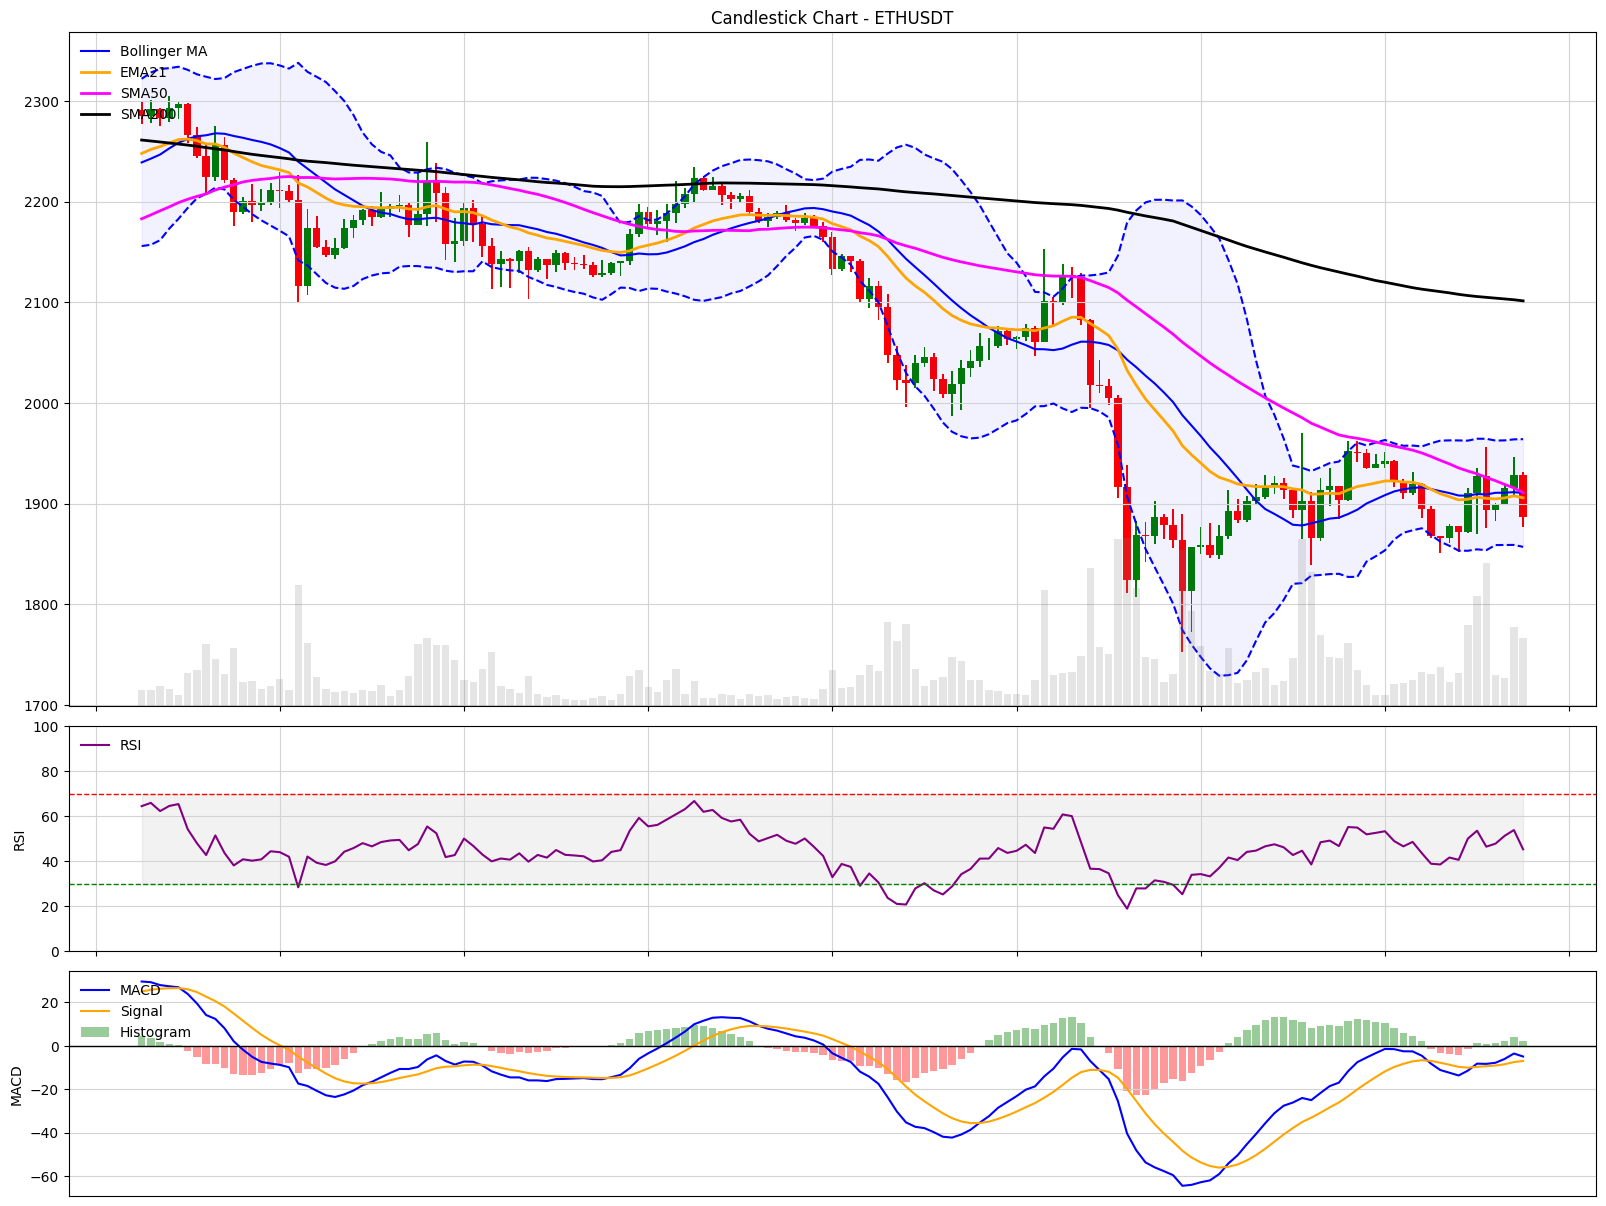 Candlestick Chart - ETHUSDT
Bollinger MA
EMA21
SMA50
SMA200
2300
2200
2100
2000
1900
1800
1700
RSI
100
80
60
40
20
0
RSI
MACD
Signal
Histogram
20
0
−20
−40
−60
MACD